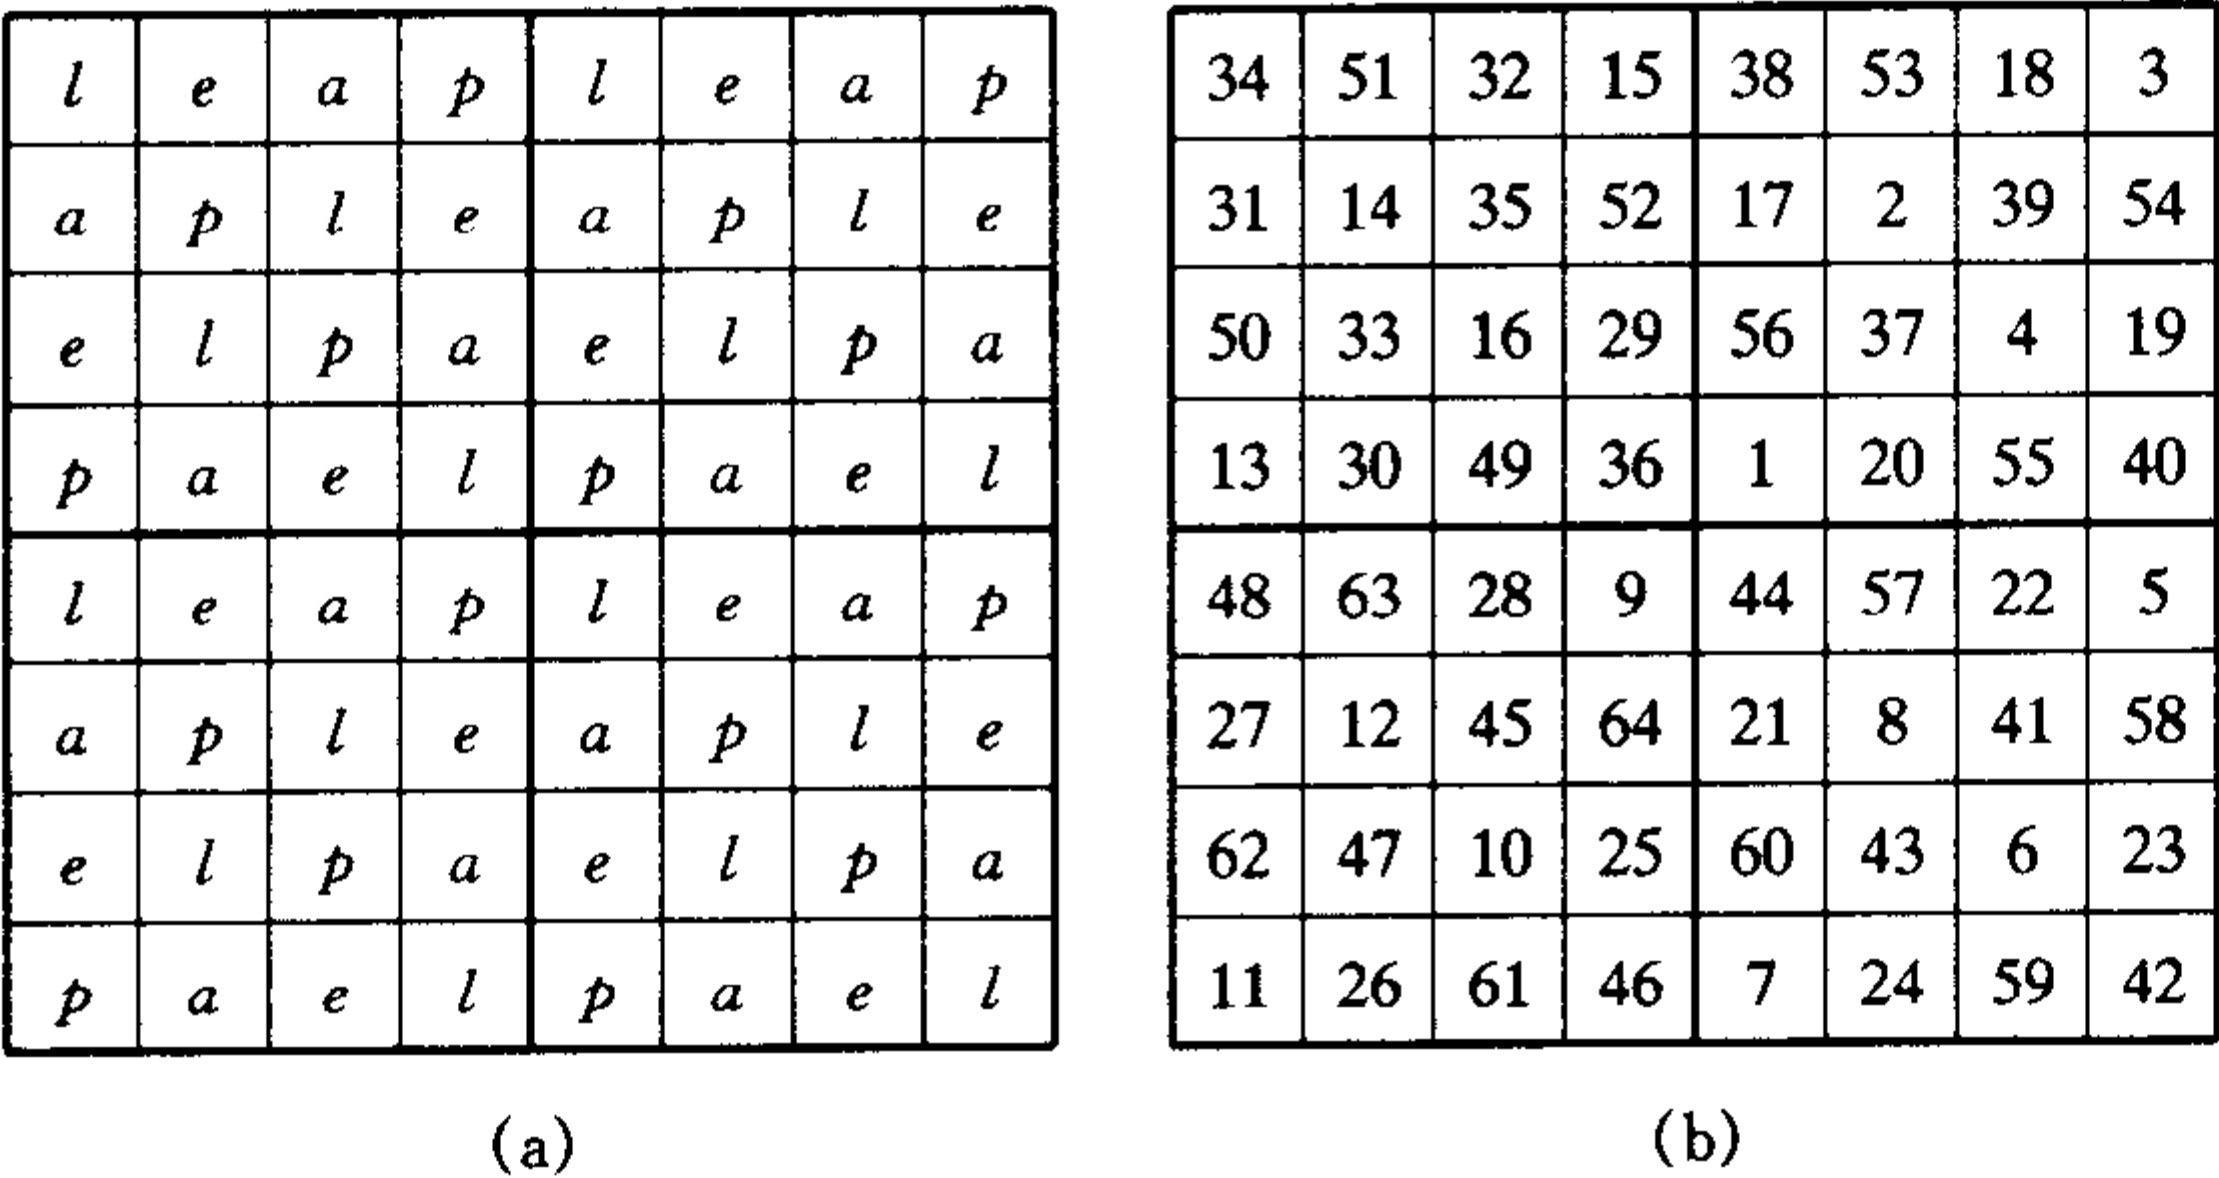 l e a p l e a p
a p l e a p l e
e l p a e l p a
p a e l p a e l
l e a p l e a p
a p l e a p l e
e l p a e l p a
p a e l p a e l
(a)
34 51 32 15 38 53 18 3
31 14 35 52 17 2 39 54
50 33 16 29 56 37 4 19
13 30 49 36 1 20 55 40
48 63 28 9 44 57 22 5
27 12 45 64 21 8 41 58
62 47 10 25 60 43 6 23
11 26 61 46 7 24 59 42
(b)